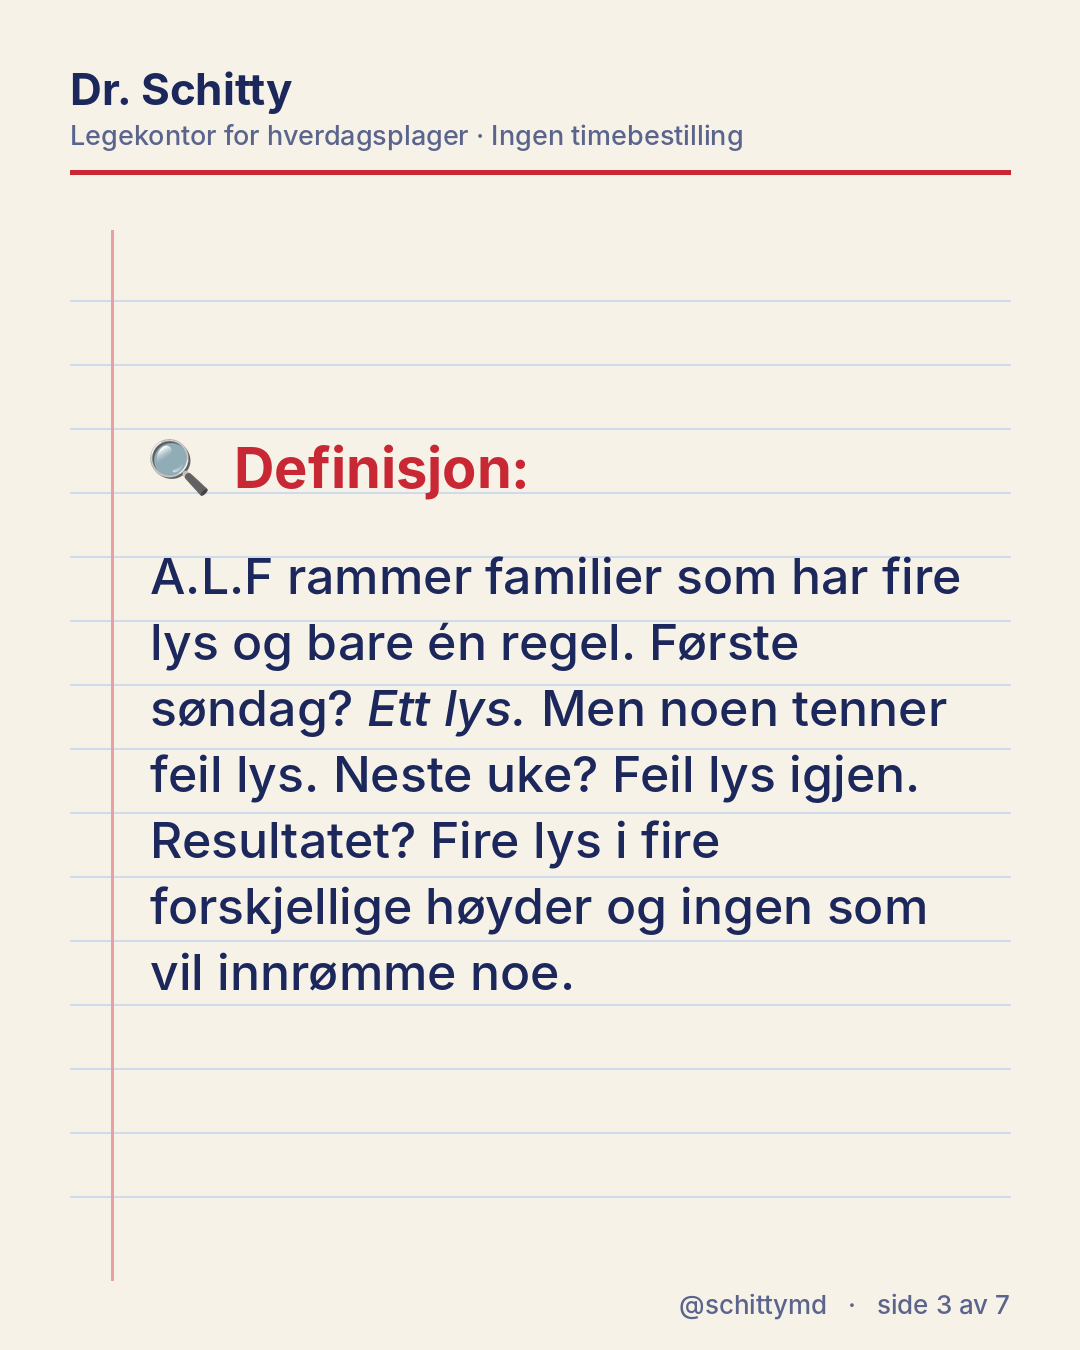 Dr. Schitty
Legekontor for hverdagsplager · Ingen timebestilling
🔍 Definisjon:
A.L.F rammer familier som har fire
lys og bare én regel. Første
søndag? Ett lys. Men noen tenner
feil lys. Neste uke? Feil lys igjen.
Resultatet? Fire lys i fire
forskjellige høyder og ingen som
vil innrømme noe.
@schittymd · side 3 av 7